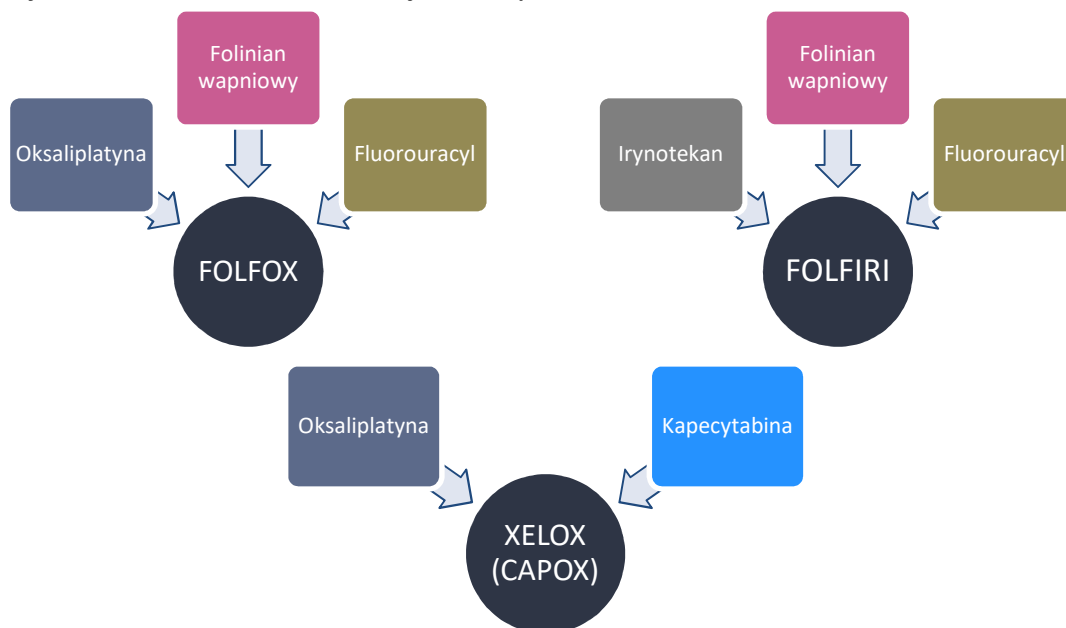 Folinian
wapniowy
Oksaliplatyna
Fluorouracyl
FOLFOX
Folinian
wapniowy
Irynotekan
Fluorouracyl
FOLFIRI
Oksaliplatyna
Kapecytabina
XELOX
(CAPOX)